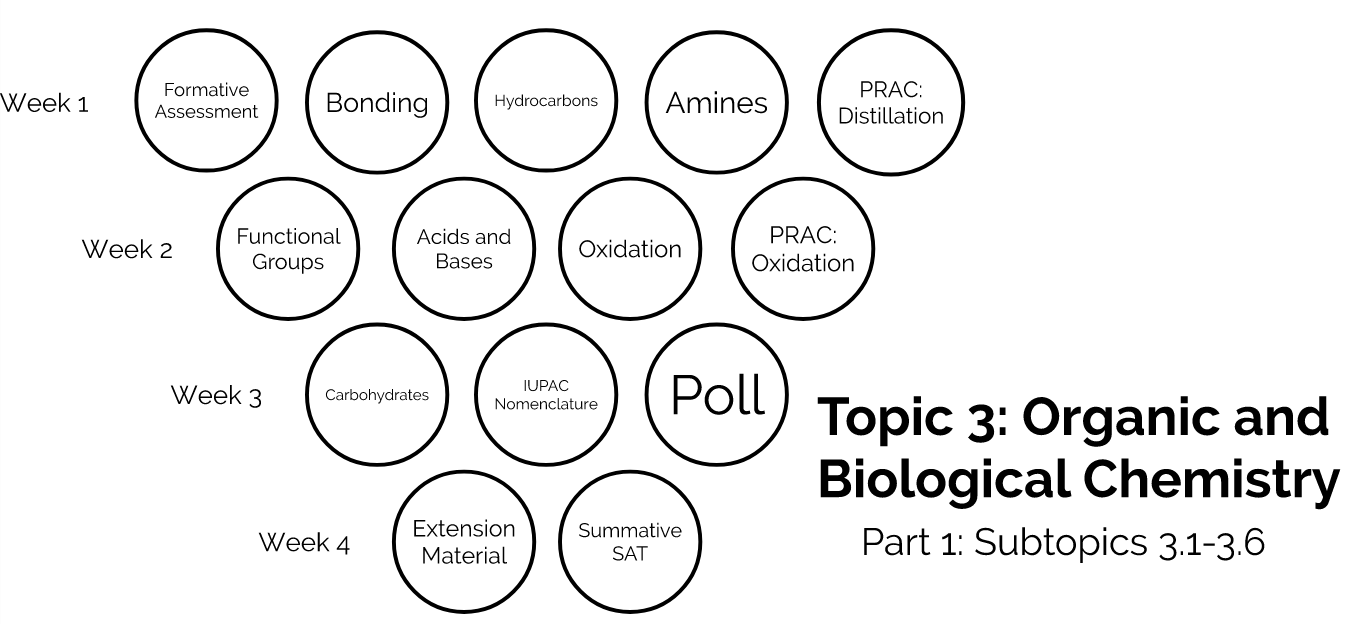 Week 1
Formative
Assessment
Bonding
Hydrocarbons
Amines
PRAC:
Distillation
Week 2
Functional
Groups
Acids and
Bases
Oxidation
PRAC:
Oxidation
Week 3
Carbohydrates
IUPAC
Nomenclature
Poll
Topic 3: Organic and
Biological Chemistry
Part 1: Subtopics 3.1-3.6
Week 4
Extension
Material
Summative
SAT